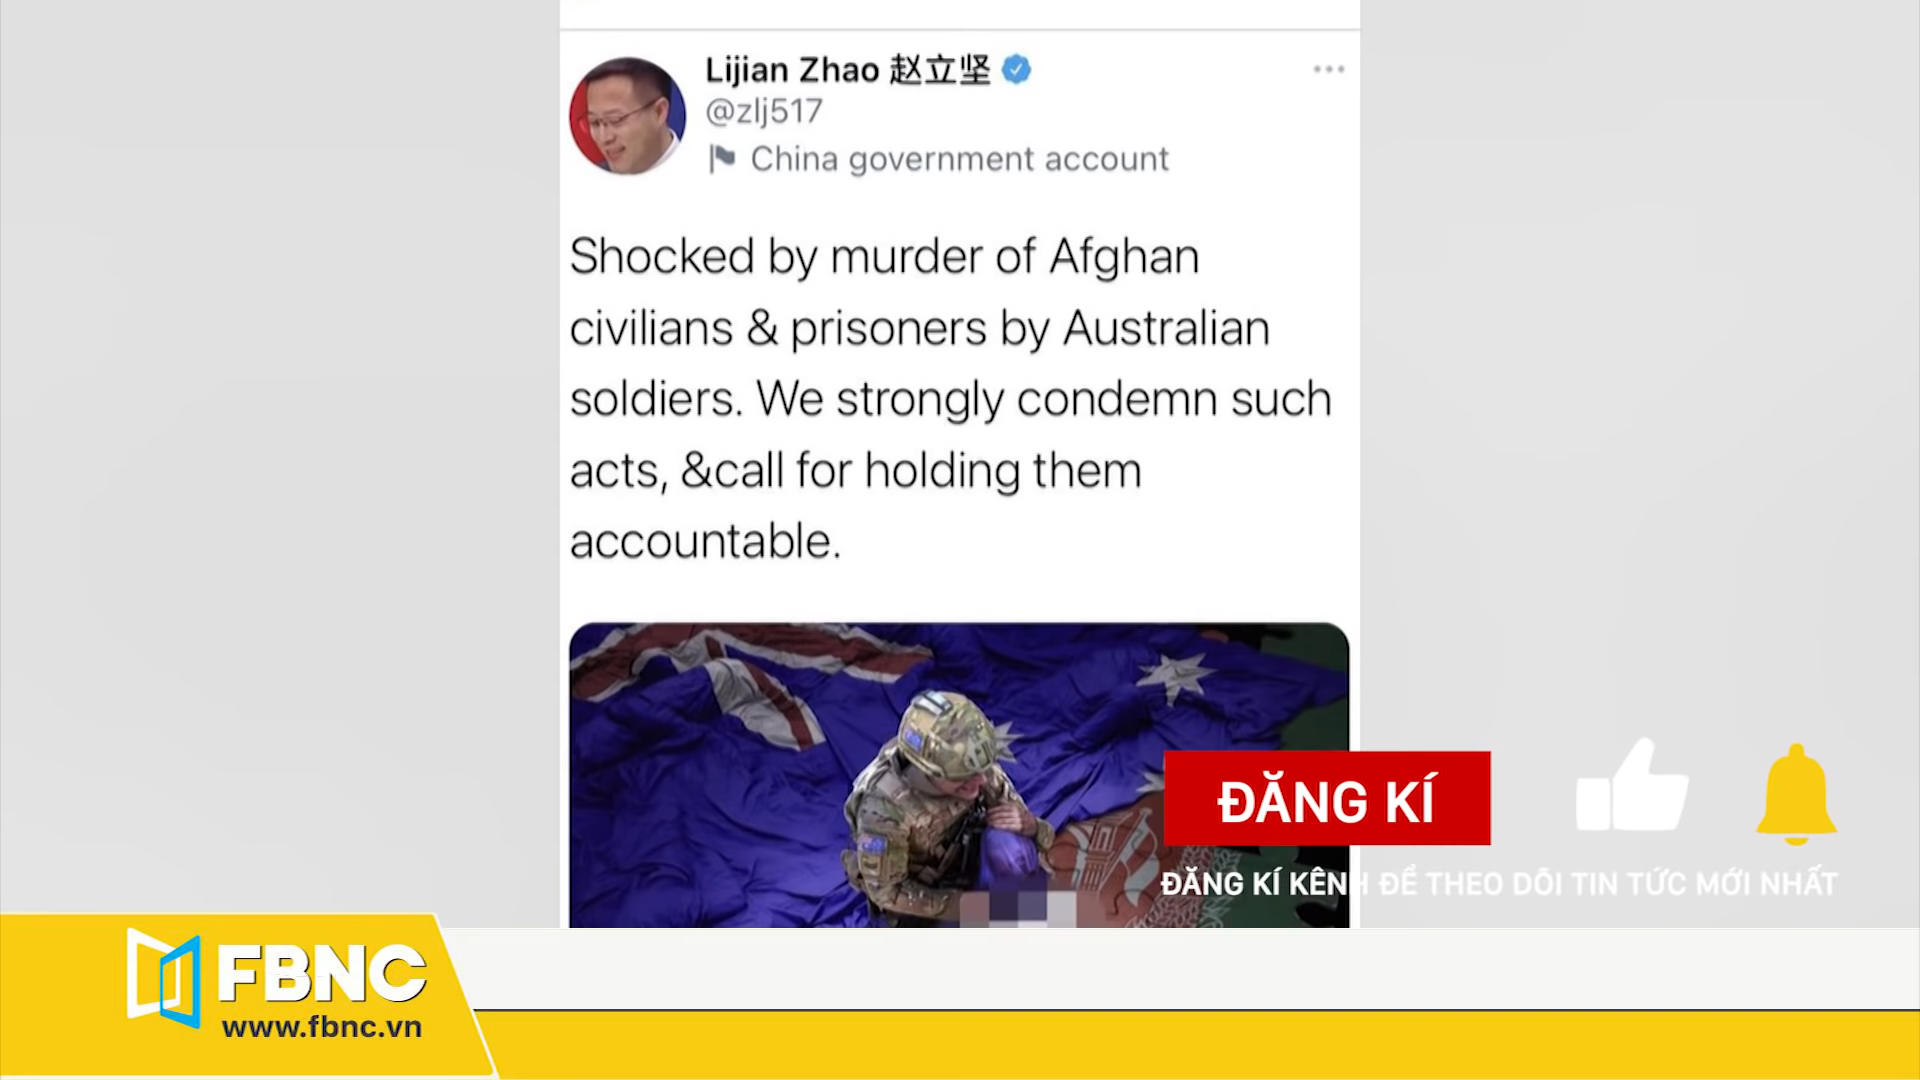 Lijian Zhao 赵立坚
@zlj517
China government account
Shocked by murder of Afghan
civilians & prisoners by Australian
soldiers. We strongly condemn such
acts, &call for holding them
accountable.
ĐĂNG KÍ
ĐĂNG KÍ KÊNH ĐỂ THEO DÕI TIN TỨC MỚI NHẤT
FBNC
www.fbnc.vn